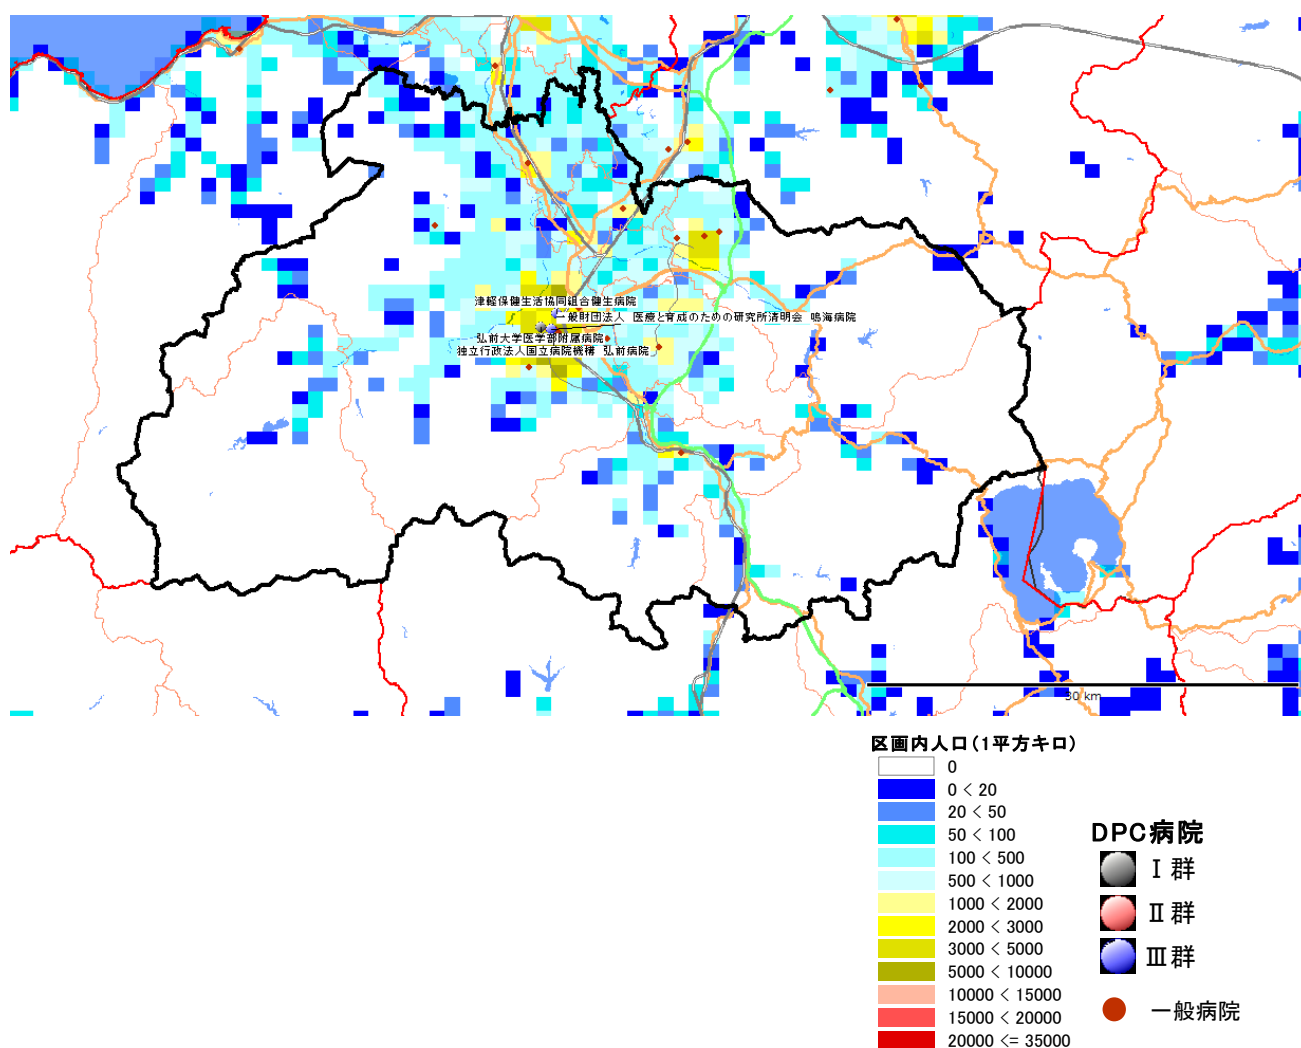 津軽保健生活協同組合健生病院
一般財団法人　医療と育成のための研究所清明会　鳴海病院
弘前大学医学部附属病院
独立行政法人国立病院機構　弘前病院
30 km
区画内人口(1平方キロ)
0
0 < 20
20 < 50
50 < 100
100 < 500
500 < 1000
1000 < 2000
2000 < 3000
3000 < 5000
5000 < 10000
10000 < 15000
15000 < 20000
20000 <= 35000
DPC病院
Ⅰ群
Ⅱ群
Ⅲ群
一般病院